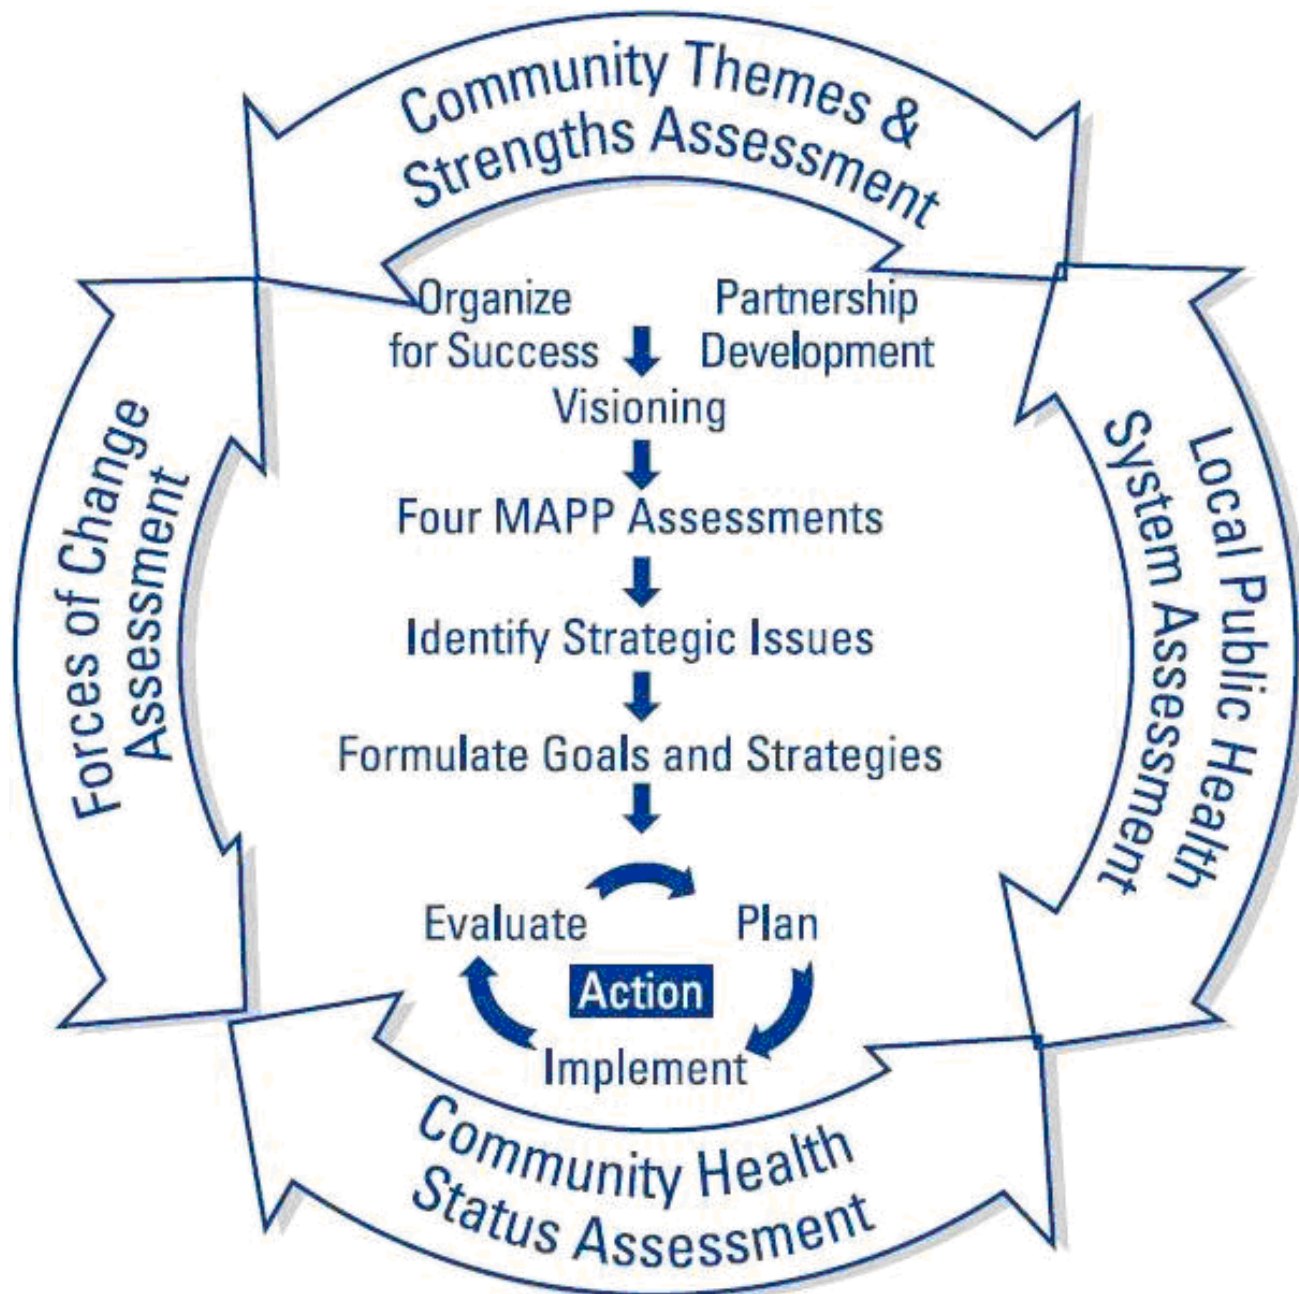 Community Themes &
Strengths Assessment
Organize
for Success
Partnership
Development
Visioning
Four MAPP Assessments
Identify Strategic Issues
Formulate Goals and Strategies
Evaluate
Plan
Action
Implement
Forces of Change
Assessment
Local Public Health
System Assessment
Community Health
Status Assessment